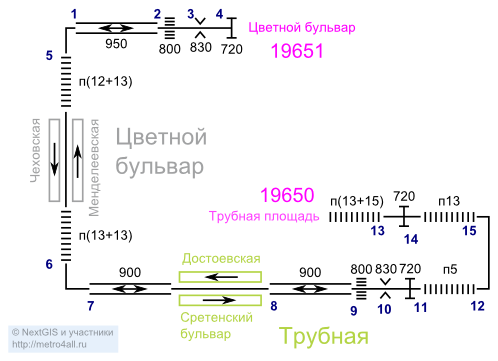 1
2
3
4
Цветной бульвар
19651
950
800
830
720
5
п(12+13)
Чеховская
Менделеевская
Цветной
бульвар
19650
Трубная площадь
п(13+15)
720
п13
13
14
15
п(13+13)
6
Достоевская
900
900
800
830
720
п5
7
8
9
10
11
12
Сретенский
бульвар
Трубная
© NextGIS и участники
http://metro4all.ru